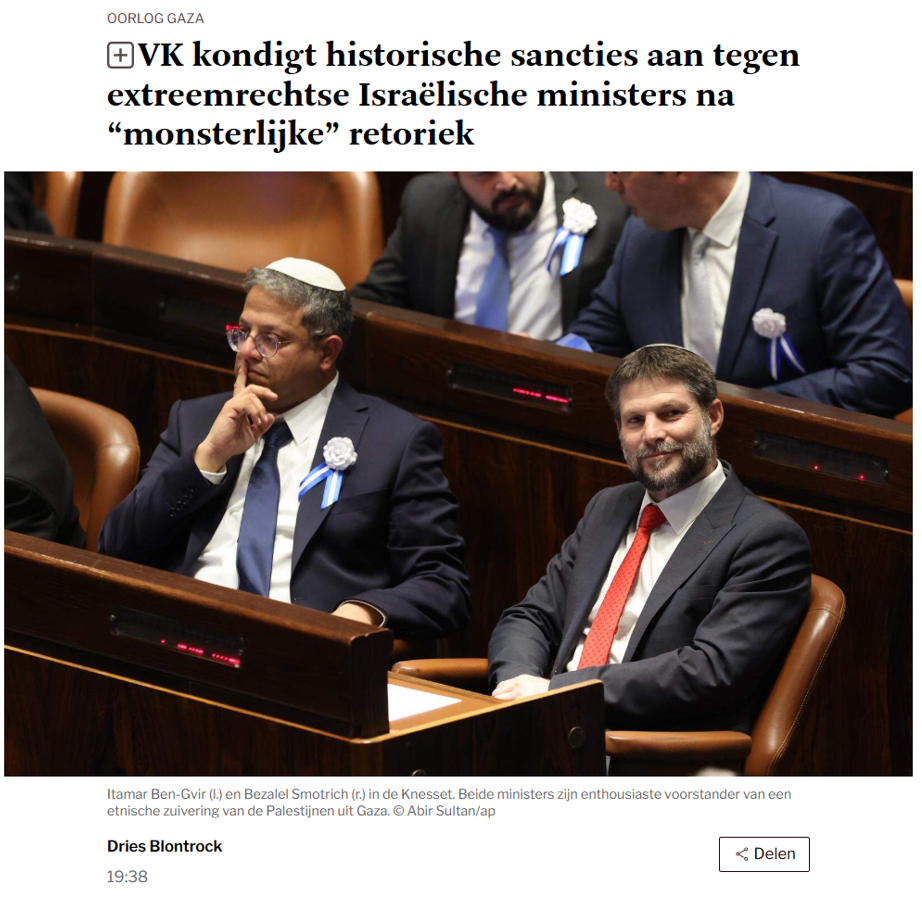 OORLOG GAZA
VK kondigt historische sancties aan tegen
extreemrechtse Israëlische ministers na
“monsterlijke” retoriek
Itamar Ben-Gvir (l.) en Bezalel Smotrich (r.) in de Knesset. Beide ministers zijn enthousiaste voorstander van een
etnische zuivering van de Palestijnen uit Gaza. © Abir Sultan/ap
Dries Blontrock
Delen
19:38